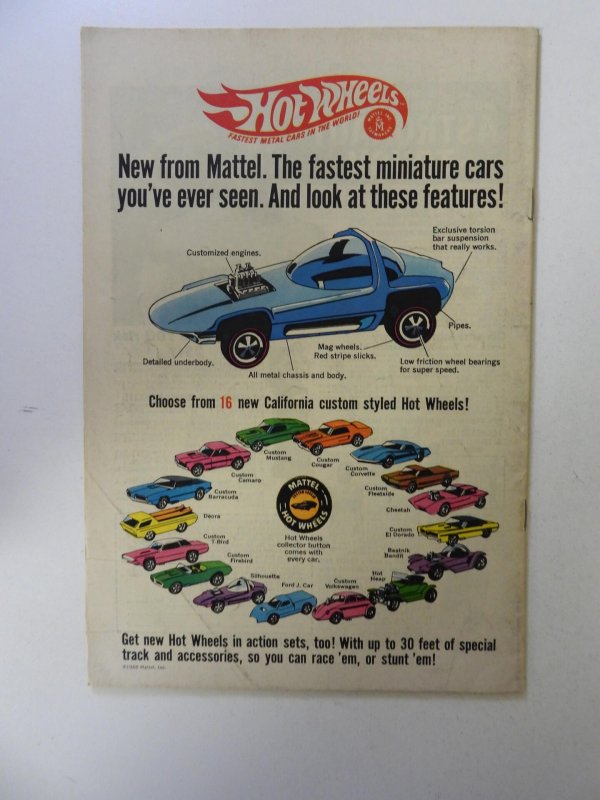 Hot Wheels
FASTEST METAL CARS IN THE WORLD!
MATTEL, INC.
M
New from Mattel. The fastest miniature cars
you've ever seen. And look at these features!
Exclusive torsion
bar suspension
that really works.
Customized engines.
Pipes.
Mag wheels.
Red stripe slicks.
Detailed underbody.
Low friction wheel bearings
for super speed.
All metal chassis and body.
Choose from 16 new California custom styled Hot Wheels!
Custom
Mustang
Custom
Cougar
Custom
Camaro
Custom
Corvette
Custom
Barracuda
Custom
Fleetside
Deora
Cheetah
MATTEL
HOT WHEELS
Hot Wheels
collector button
comes with
every car.
Custom
T-Bird
Custom
El Dorado
Custom
Firebird
Beatnik
Bandit
Silhouette
Ford J. Car
Custom
Volkswagen
Hot
Heap
Get new Hot Wheels in action sets, too! With up to 30 feet of special
track and accessories, so you can race 'em, or stunt 'em!
©1968 Mattel, Inc.